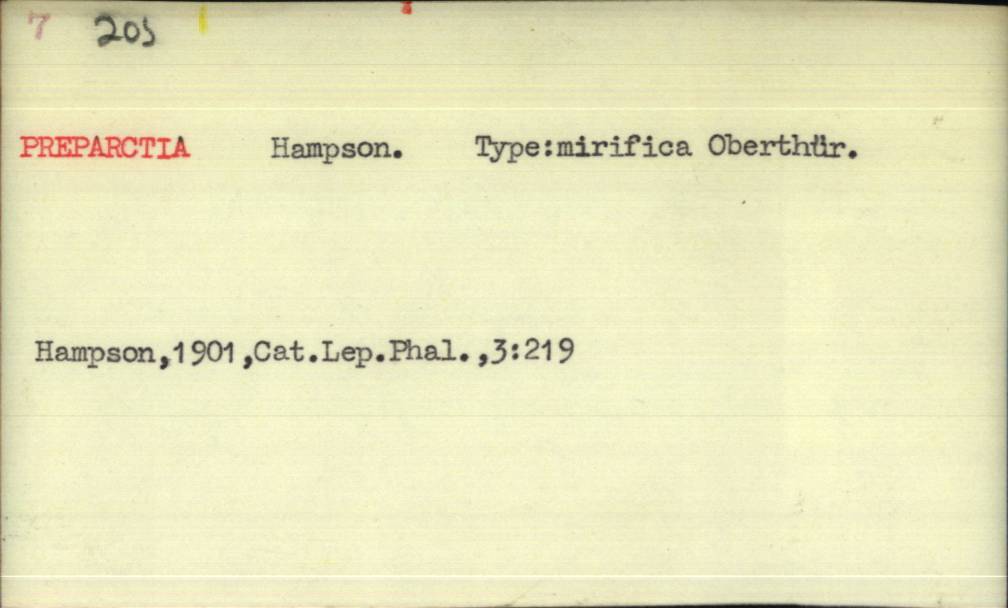 7 205
PREPARCTIA Hampson. Type:mirifica Oberthür.
Hampson,1901,Cat.Lep.Phal.,3:219